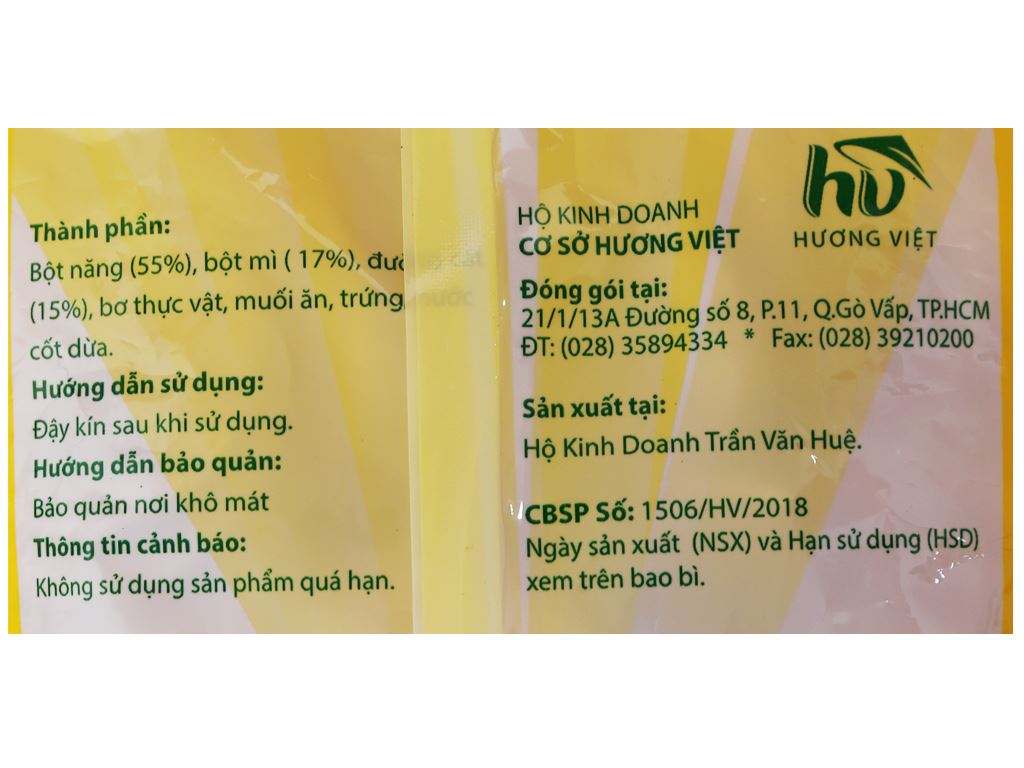 Thành phần:
Bột năng (55%), bột mì ( 17%), đường cát
(15%), bơ thực vật, muối ăn, trứng, nước
cốt dừa.
Hướng dẫn sử dụng:
Đậy kín sau khi sử dụng.
Hướng dẫn bảo quản:
Bảo quản nơi khô mát
Thông tin cảnh báo:
Không sử dụng sản phẩm quá hạn.
hv
HƯƠNG VIỆT
HỘ KINH DOANH
CƠ SỞ HƯƠNG VIỆT
Đóng gói tại:
21/1/13A Đường số 8, P.11, Q.Gò Vấp, TP.HCM
ĐT: (028) 35894334 * Fax: (028) 39210200
Sản xuất tại:
Hộ Kinh Doanh Trần Văn Huệ.
CBSP Số: 1506/HV/2018
Ngày sản xuất (NSX) và Hạn sử dụng (HSD)
xem trên bao bì.